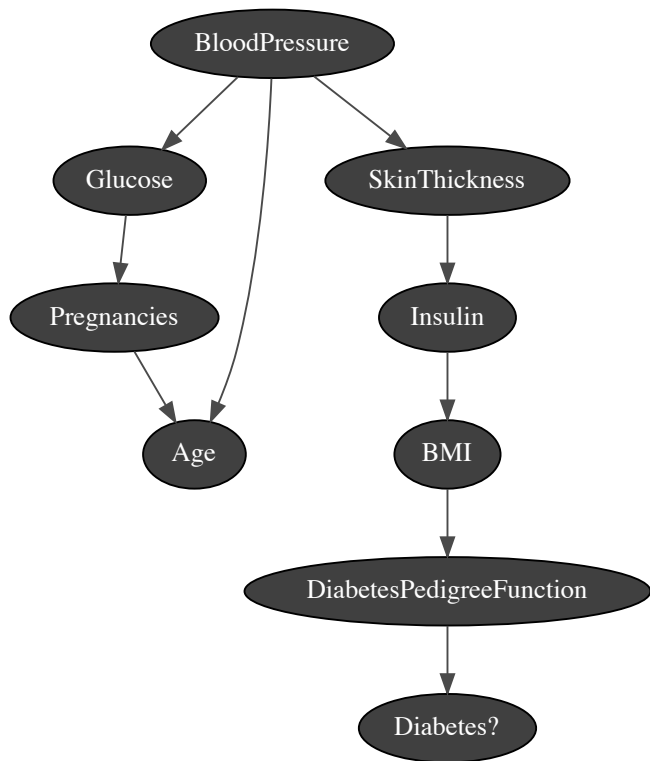 BloodPressure
Glucose
SkinThickness
Pregnancies
Insulin
Age
BMI
DiabetesPedigreeFunction
Diabetes?